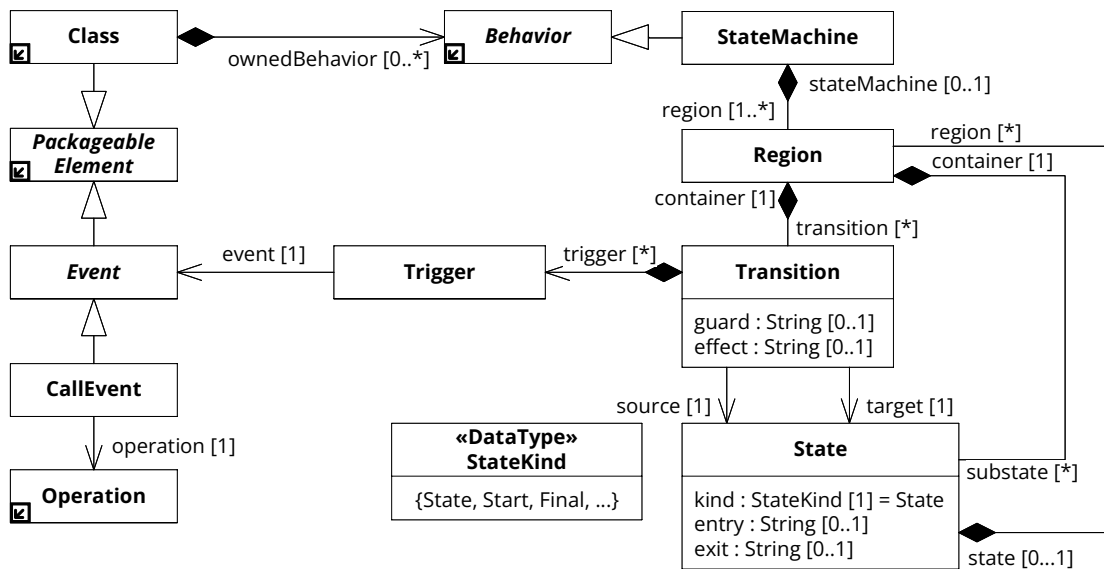 Class
ownedBehavior [0..*]
Behavior
StateMachine
stateMachine [0..1]
region [1..*]
Packageable
Element
Region
region [*]
container [1]
container [1]
transition [*]
Event
event [1]
Trigger
trigger [*]
Transition
guard : String [0..1]
effect : String [0..1]
CallEvent
operation [1]
Operation
source [1]
target [1]
«DataType»
StateKind
{State, Start, Final, ...}
State
kind : StateKind [1] = State
entry : String [0..1]
exit : String [0..1]
substate [*]
state [0...1]